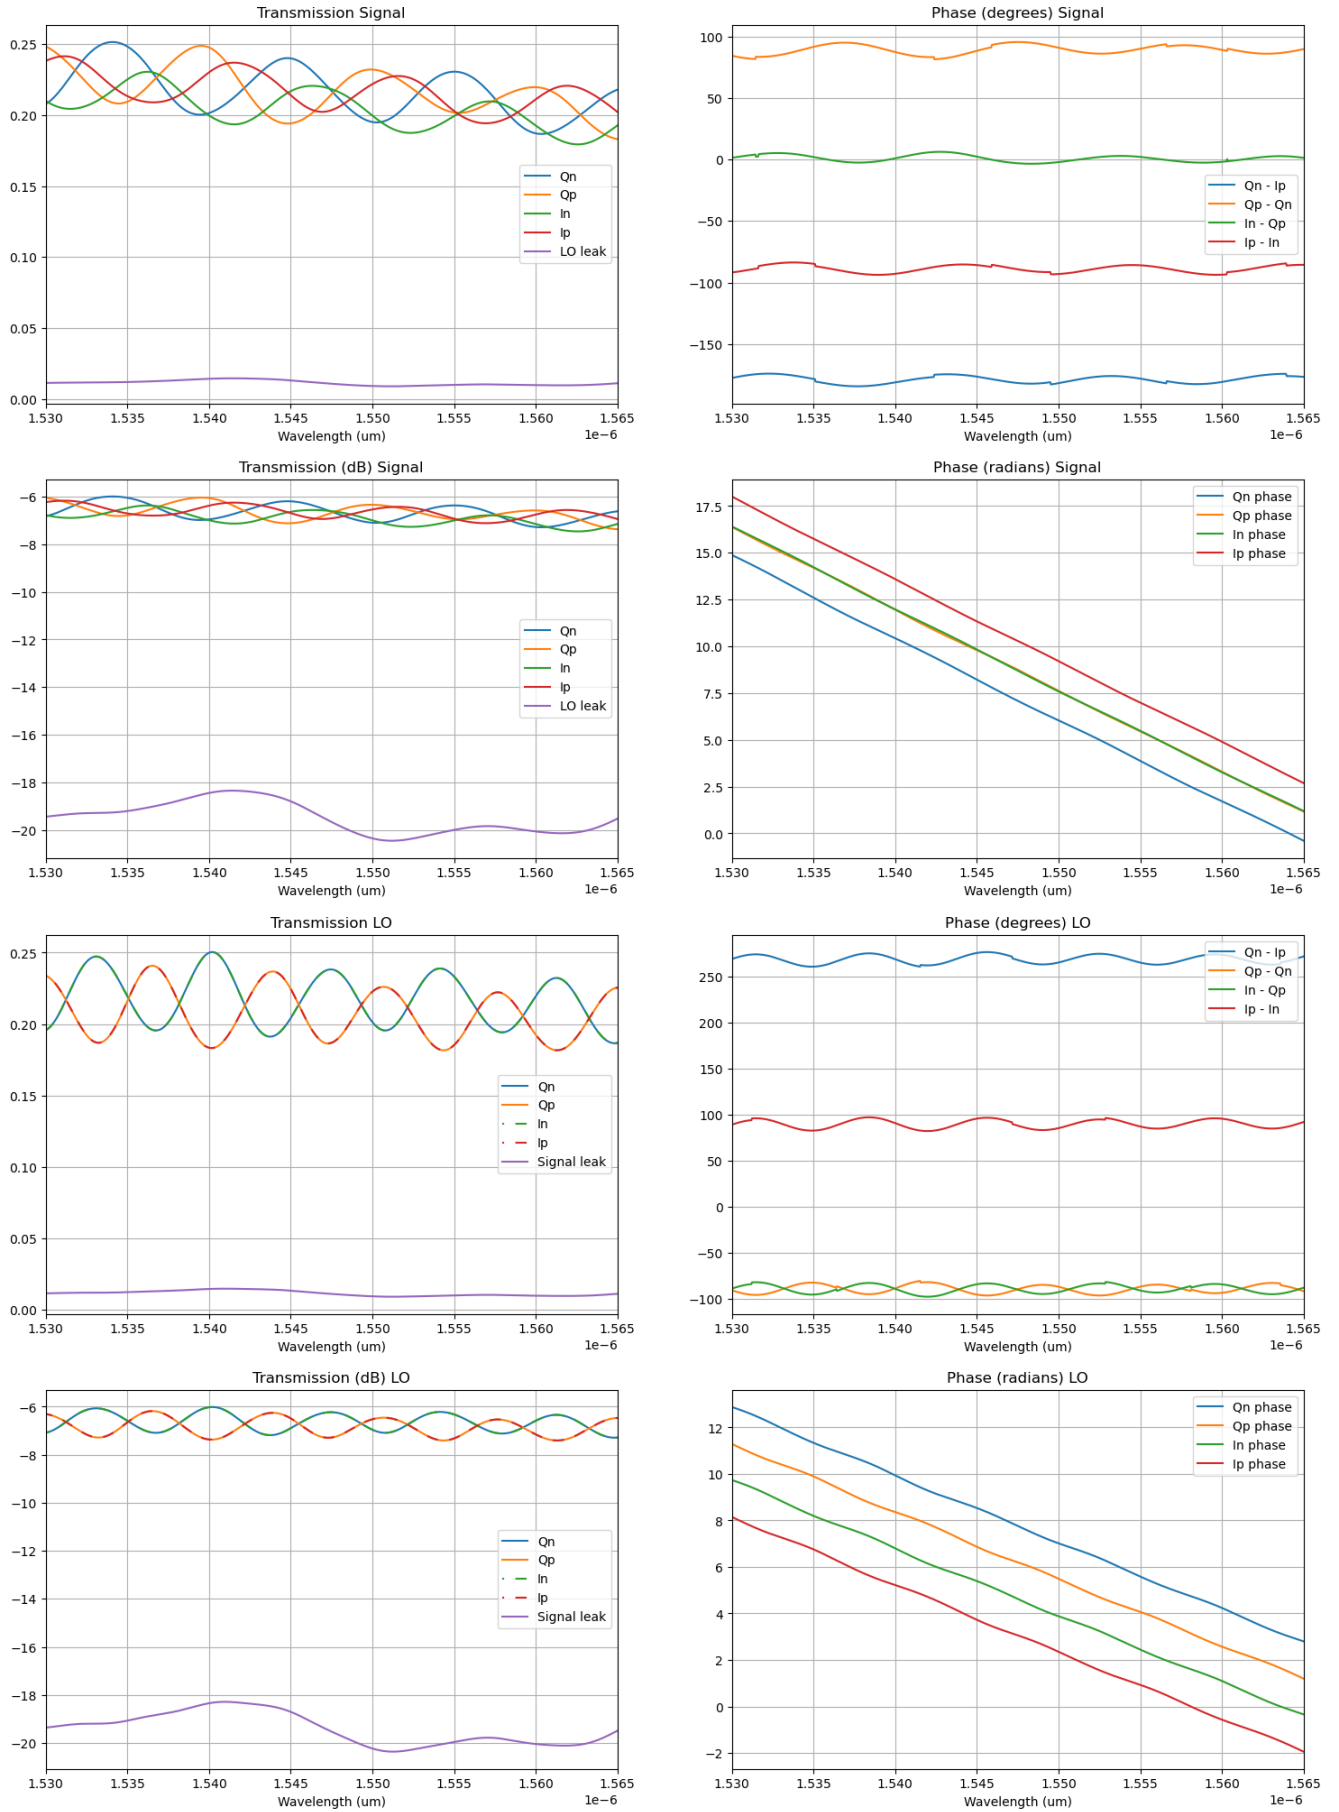 Transmission Signal
0.25
0.20
0.15
0.10
0.05
0.00
Qn
Qp
In
Ip
LO leak
1.530
1.535
1.540
1.545
1.550
1.555
1.560
1.565
Wavelength (um)
1e−6
Phase (degrees) Signal
100
50
0
−50
−100
−150
Qn - Ip
Qp - Qn
In - Qp
Ip - In
1.530
1.535
1.540
1.545
1.550
1.555
1.560
1.565
Wavelength (um)
1e−6
Transmission (dB) Signal
−6
−8
−10
−12
−14
−16
−18
−20
Qn
Qp
In
Ip
LO leak
1.530
1.535
1.540
1.545
1.550
1.555
1.560
1.565
Wavelength (um)
1e−6
Phase (radians) Signal
17.5
15.0
12.5
10.0
7.5
5.0
2.5
0.0
Qn phase
Qp phase
In phase
Ip phase
1.530
1.535
1.540
1.545
1.550
1.555
1.560
1.565
Wavelength (um)
1e−6
Transmission LO
0.25
0.20
0.15
0.10
0.05
0.00
Qn
Qp
In
Ip
Signal leak
1.530
1.535
1.540
1.545
1.550
1.555
1.560
1.565
Wavelength (um)
1e−6
Phase (degrees) LO
250
200
150
100
50
0
−50
−100
Qn - Ip
Qp - Qn
In - Qp
Ip - In
1.530
1.535
1.540
1.545
1.550
1.555
1.560
1.565
Wavelength (um)
1e−6
Transmission (dB) LO
−6
−8
−10
−12
−14
−16
−18
−20
Qn
Qp
In
Ip
Signal leak
1.530
1.535
1.540
1.545
1.550
1.555
1.560
1.565
Wavelength (um)
1e−6
Phase (radians) LO
12
10
8
6
4
2
0
−2
Qn phase
Qp phase
In phase
Ip phase
1.530
1.535
1.540
1.545
1.550
1.555
1.560
1.565
Wavelength (um)
1e−6